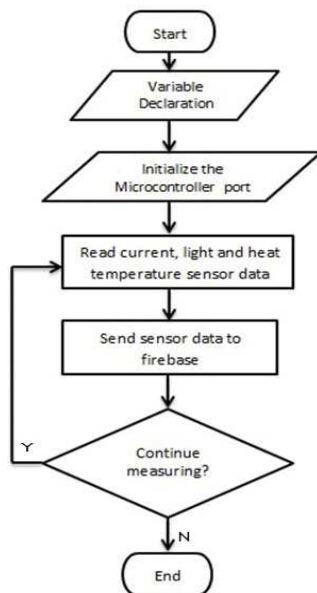 Start
Variable
Declaration
Initialize the
Microcontroller port
Read current, light and heat
temperature sensor data
Send sensor data to
firebase
Continue
measuring?
Y
N
End